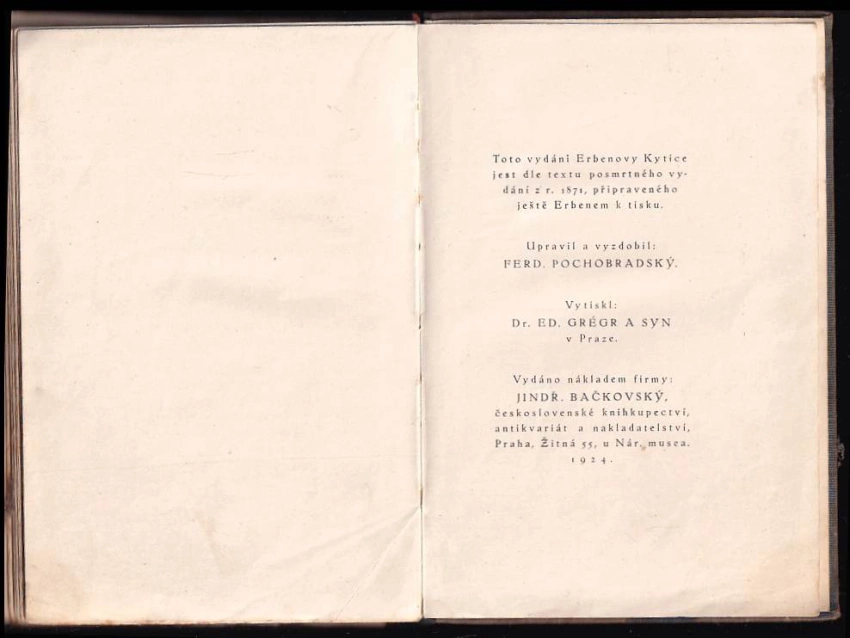 Toto vydání Erbenovy Kytice
jest dle textu posmrtného vy-
dání z r. 1871, připraveného
ještě Erbenem k tisku.
Upravil a vyzdobil:
FERD. POCHOBRADSKÝ.
Vytiskl:
Dr. ED. GRÉGR A SYN
v Praze.
Vydáno nákladem firmy:
JINDŘ. BAČKOVSKÝ,
československé knihkupectví,
antikvariát a nakladatelství,
Praha, Žitná 55, u Nár. musea.
1924.